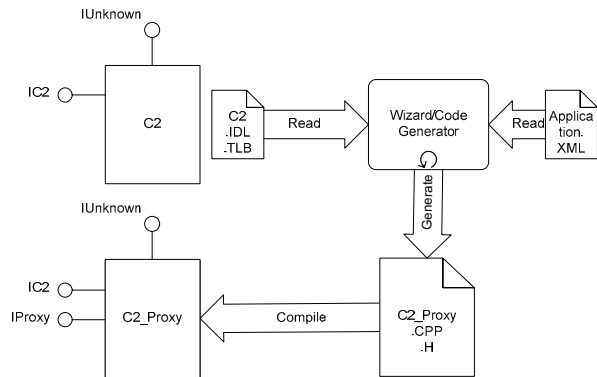 IUnknown
IC2
C2
C2
.IDL
.TLB
Read
Wizard/Code
Generator
Read
Applica
tion.
XML
Generate
IUnknown
IC2
IProxy
C2_Proxy
Compile
C2_Proxy
.CPP
.H